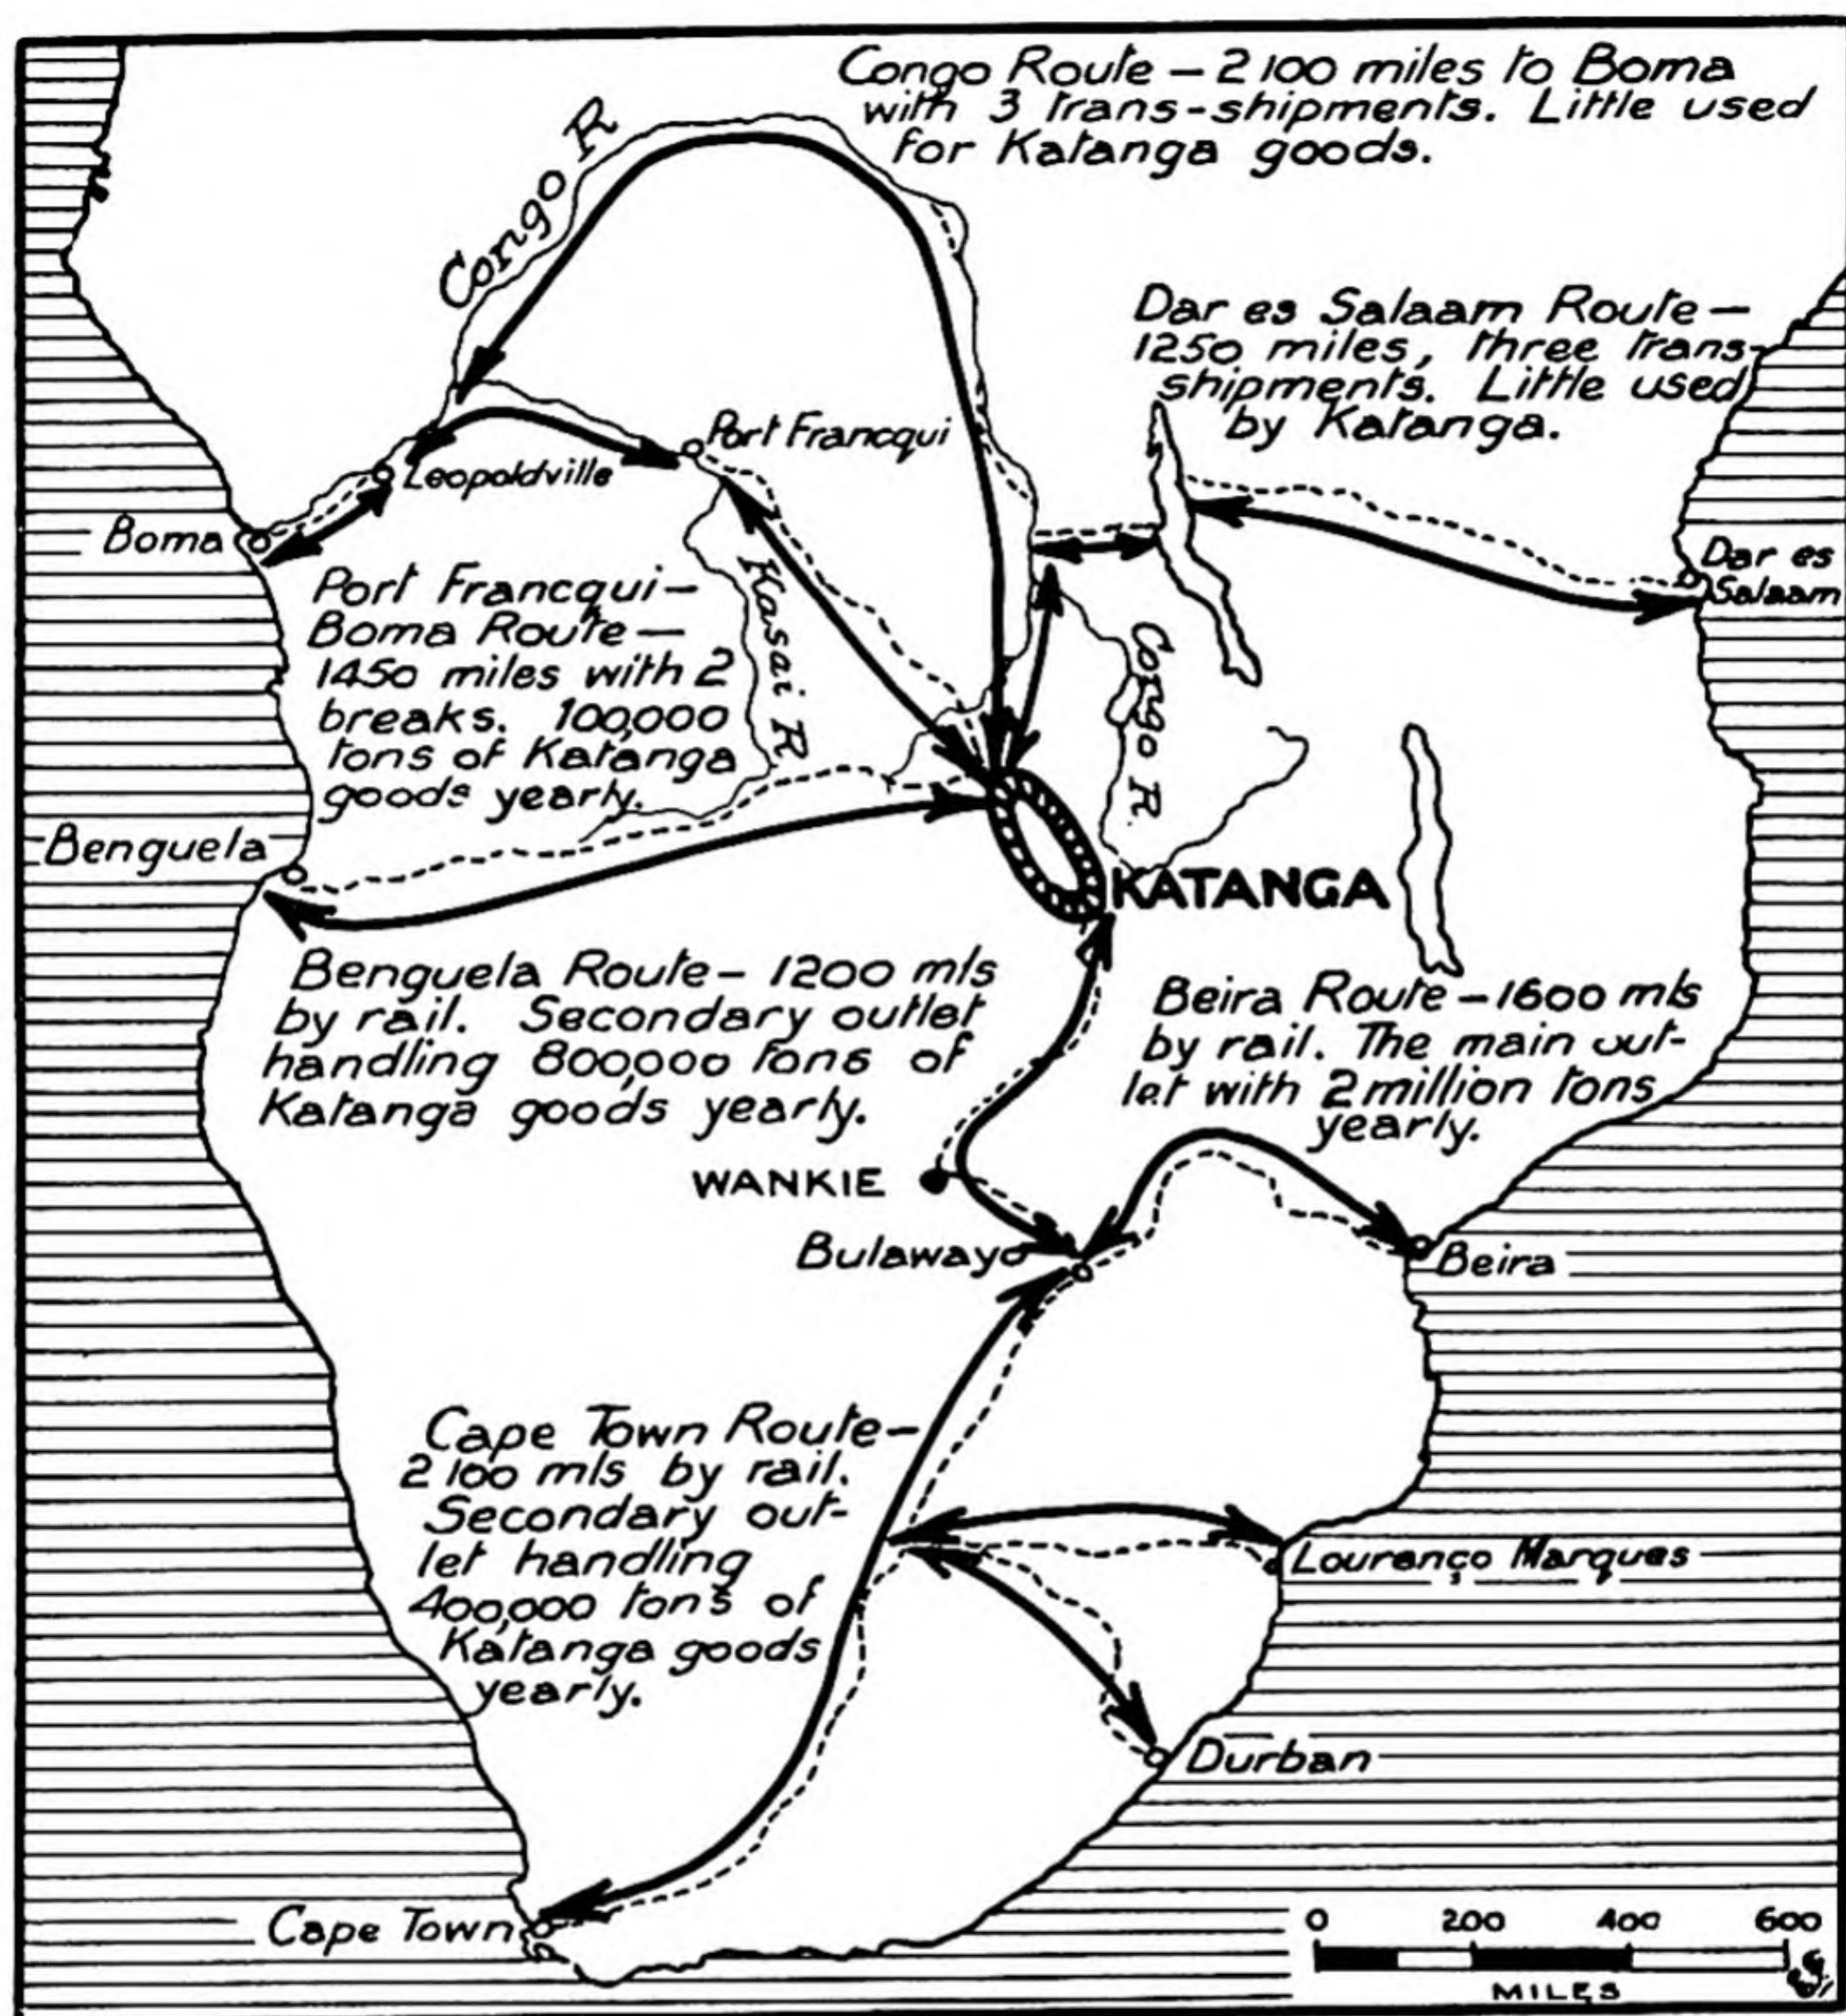 Congo Route – 2100 miles to Boma
with 3 trans-shipments. Little used
for Katanga goods.
Congo R
Dar es Salaam Route –
1250 miles, three trans-
shipments. Little used
by Katanga.
Port Francqui
Leopoldville
Boma
Dar es
Salaam
Port Francqui –
Boma Route –
1450 miles with 2
breaks. 100,000
tons of Katanga
goods yearly.
Kasai R
Congo R.
Benguela
KATANGA
Benguela Route – 1200 mls
by rail. Secondary outlet
handling 800,000 tons of
Katanga goods yearly.
Beira Route – 1600 mls
by rail. The main out-
let with 2 million tons
yearly.
WANKIE
Bulawayo
Beira
Cape Town Route –
2100 mls by rail.
Secondary out-
let handling
400,000 tons of
Katanga goods
yearly.
Lourenço Marques
Durban
Cape Town
0 200 400 600
MILES